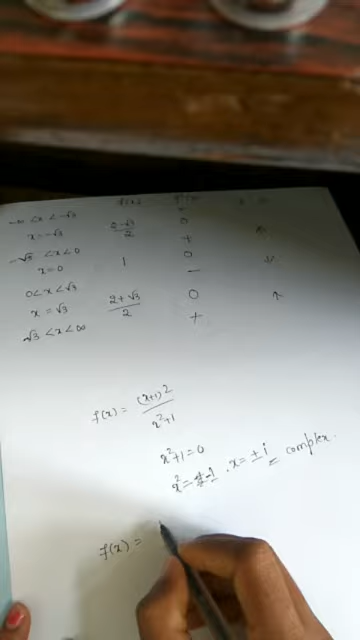 -∞ < x < -√3 +
x = -√3 2-√3/2 0
-√3 < x < 0 +
x = 0 1 0
0 < x < √3 -
x = √3 2+√3/2 0
√3 < x < ∞ +
f(x) = (x+1)2/x²+1
x²+1=0
x² = -1 . x = ± i complex.
f(x) =